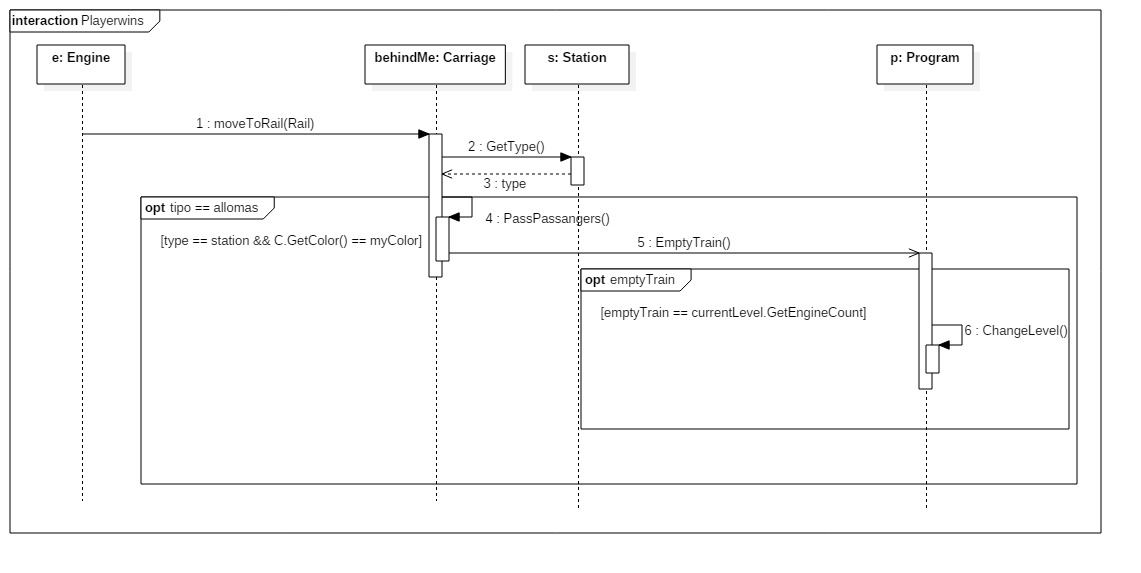 interaction Playerwins
e: Engine
behindMe: Carriage
s: Station
p: Program
1 : moveToRail(Rail)
2 : GetType()
3 : type
opt tipo == allomas
4 : PassPassangers()
[type == station && C.GetColor() == myColor]
5 : EmptyTrain()
opt emptyTrain
[emptyTrain == currentLevel.GetEngineCount]
6 : ChangeLevel()